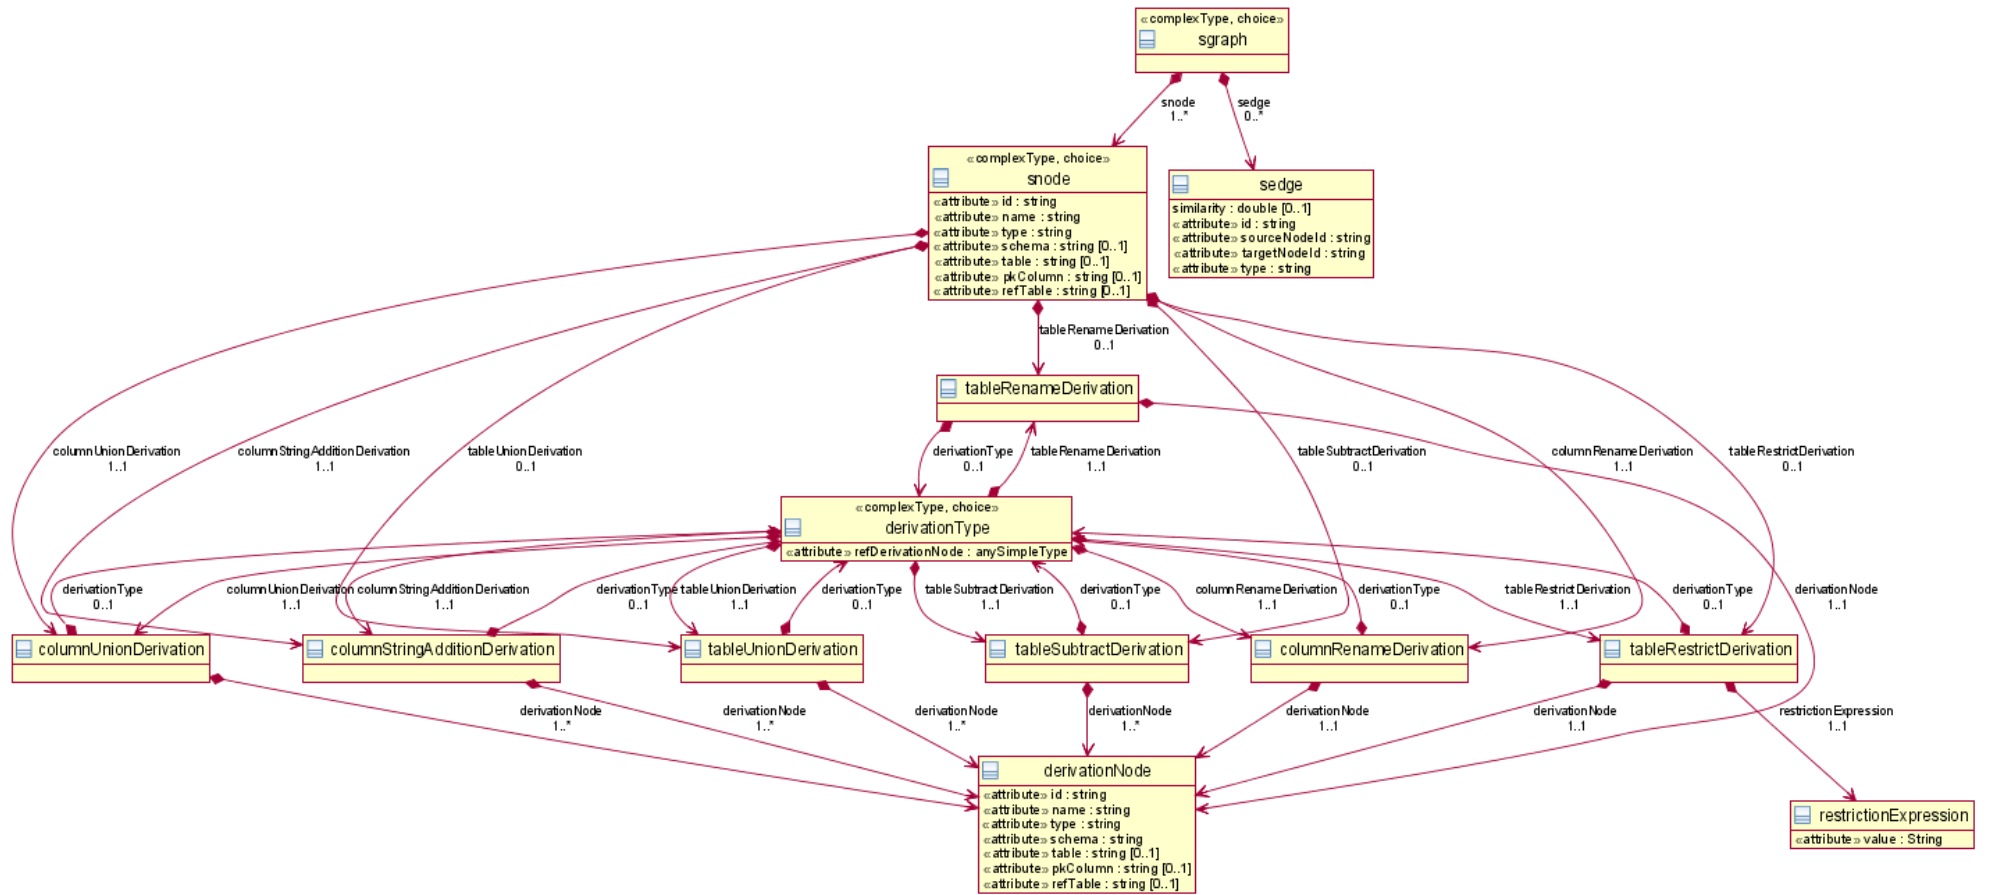 «complexType, choice»
sgraph
snode
1..*
sedge
0..*
«complexType, choice»
snode
«attribute» id : string
«attribute» name : string
«attribute» type : string
«attribute» schema : string [0..1]
«attribute» table : string [0..1]
«attribute» pkColumn : string [0..1]
«attribute» refTable : string [0..1]
sedge
similarity : double [0..1]
«attribute» id : string
«attribute» sourceNodeId : string
«attribute» targetNodeId : string
«attribute» type : string
tableRenameDerivation
0..1
tableRenameDerivation
columnUnionDerivation
1..1
columnStringAdditionDerivation
1..1
tableUnionDerivation
0..1
derivationType
0..1
tableRenameDerivation
1..1
tableSubtractDerivation
0..1
columnRenameDerivation
1..1
tableRestrictDerivation
0..1
«complexType, choice»
derivationType
«attribute» refDerivationNode : anySimpleType
derivationType
0..1
columnUnionDerivation
1..1
columnStringAdditionDerivation
1..1
derivationType
0..1
tableUnionDerivation
1..1
derivationType
0..1
tableSubtractDerivation
1..1
derivationType
0..1
columnRenameDerivation
1..1
derivationType
0..1
tableRestrictDerivation
1..1
derivationType
0..1
derivationNode
1..1
columnUnionDerivation
columnStringAdditionDerivation
tableUnionDerivation
tableSubtractDerivation
columnRenameDerivation
tableRestrictDerivation
derivationNode
1..*
derivationNode
1..*
derivationNode
1..*
derivationNode
1..*
derivationNode
1..1
derivationNode
1..1
restrictionExpression
1..1
derivationNode
«attribute» id : string
«attribute» name : string
«attribute» type : string
«attribute» schema : string
«attribute» table : string [0..1]
«attribute» pkColumn : string [0..1]
«attribute» refTable : string [0..1]
restrictionExpression
«attribute» value : String